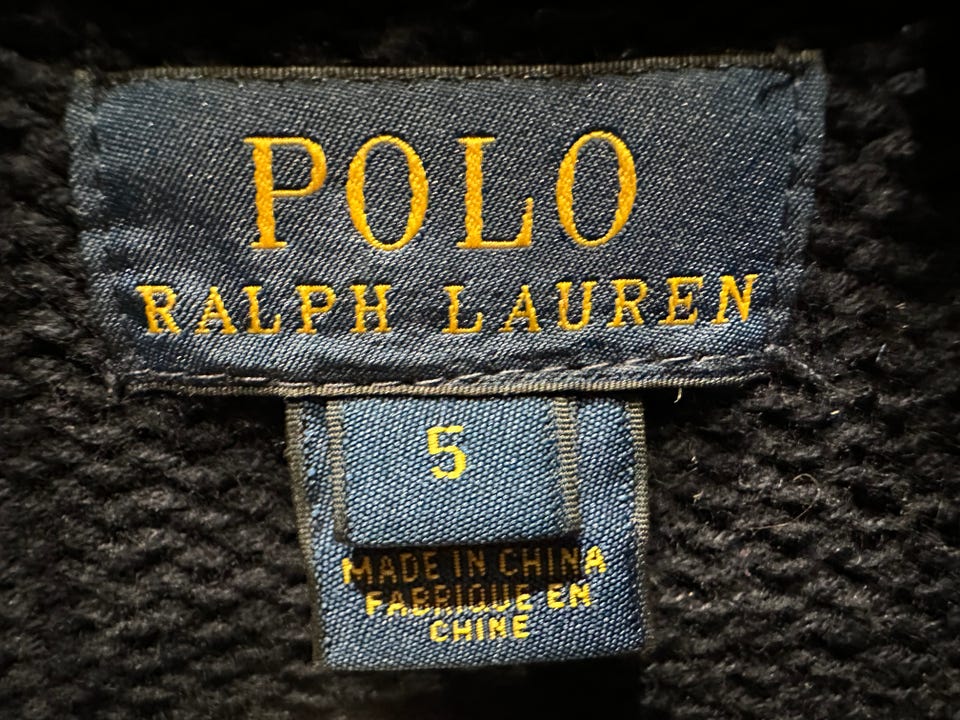 POLO
RALPH LAUREN
5
MADE IN CHINA
FABRIQUE EN
CHINE